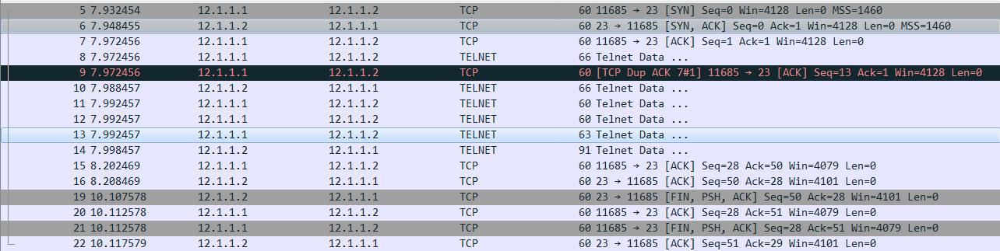 5 7.932454 12.1.1.1 12.1.1.2 TCP 60 11685 → 23 [SYN] Seq=0 Win=4128 Len=0 MSS=1460
6 7.948455 12.1.1.2 12.1.1.1 TCP 60 23 → 11685 [SYN, ACK] Seq=0 Ack=1 Win=4128 Len=0 MSS=1460
7 7.972456 12.1.1.1 12.1.1.2 TCP 60 11685 → 23 [ACK] Seq=1 Ack=1 Win=4128 Len=0
8 7.972456 12.1.1.1 12.1.1.2 TELNET 66 Telnet Data ...
9 7.972456 12.1.1.1 12.1.1.2 TCP 60 [TCP Dup ACK 7#1] 11685 → 23 [ACK] Seq=13 Ack=1 Win=4128 Len=0
10 7.988457 12.1.1.2 12.1.1.1 TELNET 66 Telnet Data ...
11 7.992457 12.1.1.1 12.1.1.2 TELNET 60 Telnet Data ...
12 7.992457 12.1.1.1 12.1.1.2 TELNET 60 Telnet Data ...
13 7.992457 12.1.1.1 12.1.1.2 TELNET 63 Telnet Data ...
14 7.998457 12.1.1.2 12.1.1.1 TELNET 91 Telnet Data ...
15 8.202469 12.1.1.1 12.1.1.2 TCP 60 11685 → 23 [ACK] Seq=28 Ack=50 Win=4079 Len=0
16 8.208469 12.1.1.2 12.1.1.1 TCP 60 23 → 11685 [ACK] Seq=50 Ack=28 Win=4101 Len=0
19 10.107578 12.1.1.2 12.1.1.1 TCP 60 23 → 11685 [FIN, PSH, ACK] Seq=50 Ack=28 Win=4101 Len=0
20 10.112578 12.1.1.1 12.1.1.2 TCP 60 11685 → 23 [ACK] Seq=28 Ack=51 Win=4079 Len=0
21 10.112578 12.1.1.1 12.1.1.2 TCP 60 11685 → 23 [FIN, PSH, ACK] Seq=28 Ack=51 Win=4079 Len=0
22 10.117579 12.1.1.2 12.1.1.1 TCP 60 23 → 11685 [ACK] Seq=51 Ack=29 Win=4101 Len=0